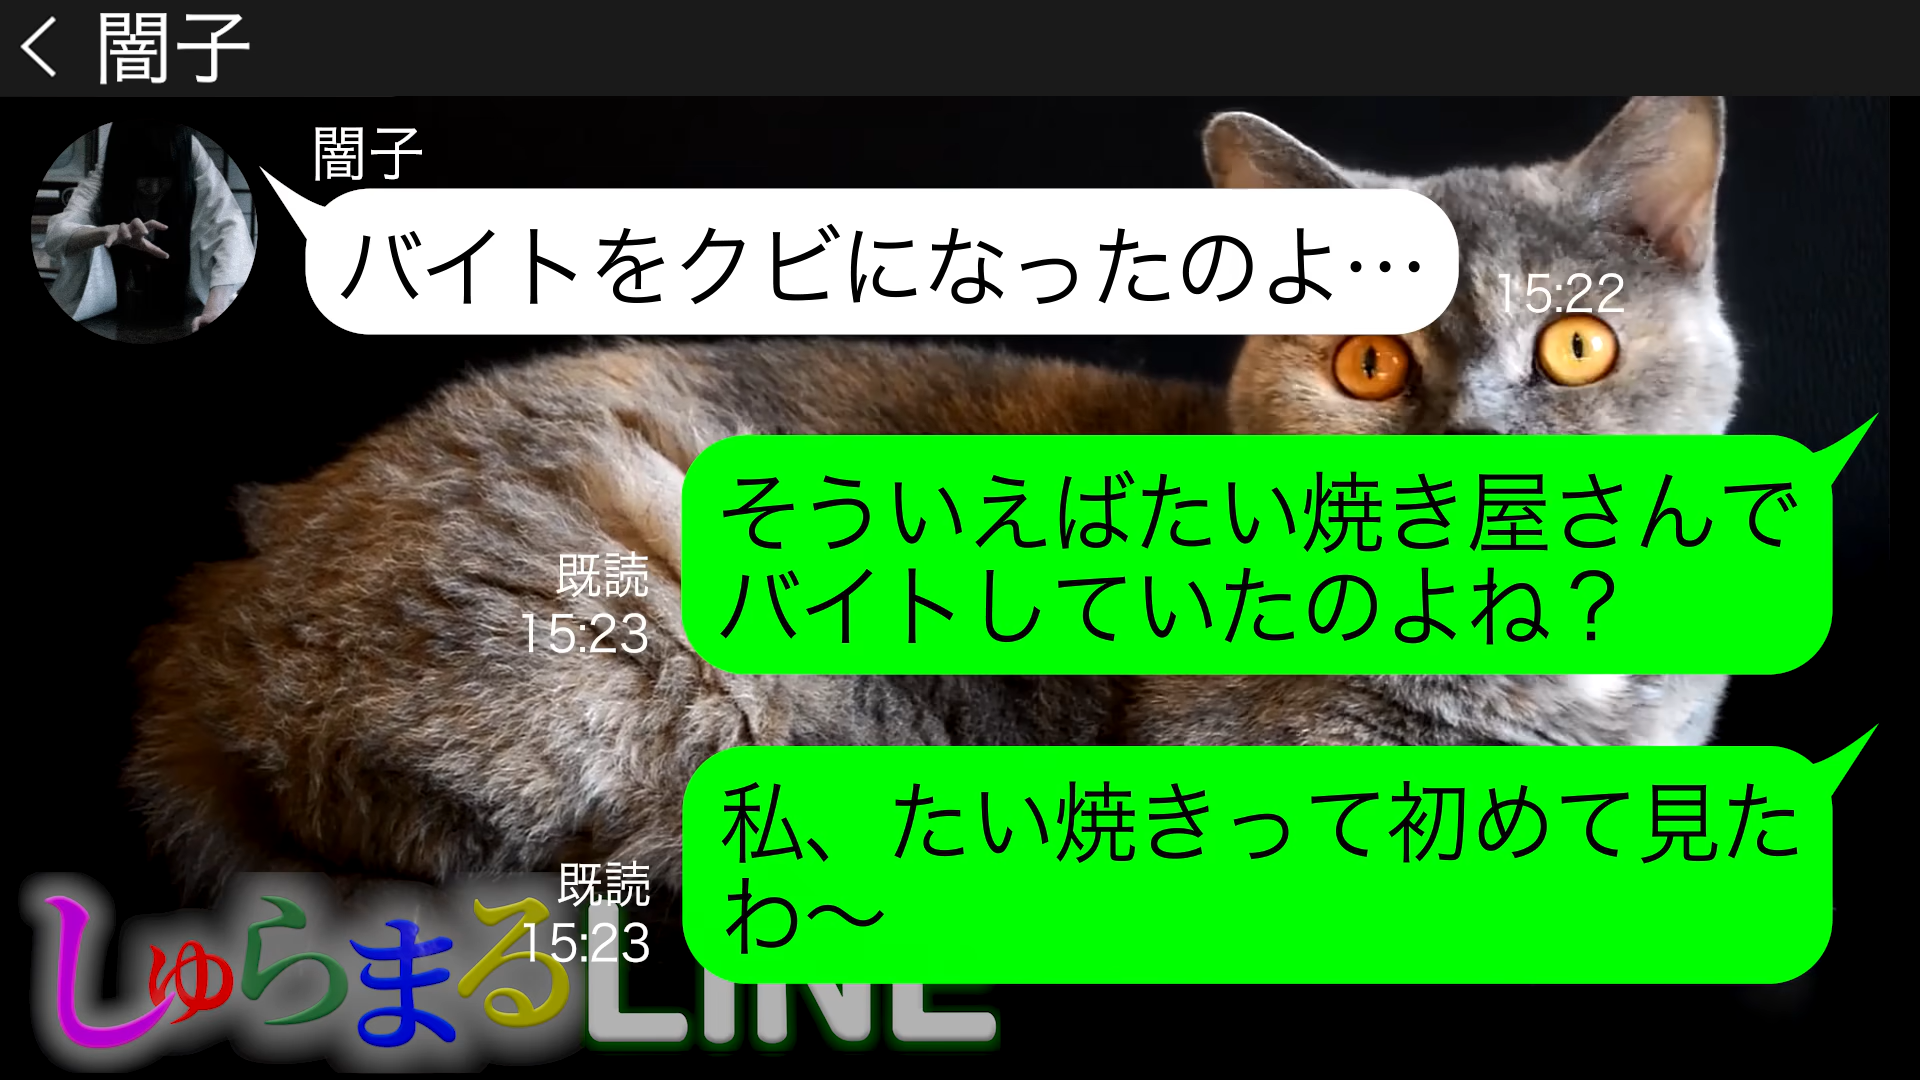 闇子
闇子
バイトをクビになったのよ…
15:22
そういえばたい焼き屋さんで
バイトしていたのよね？
既読
15:23
私、たい焼きって初めて見た
わ～
既読
15:23
しゅらまるLINE